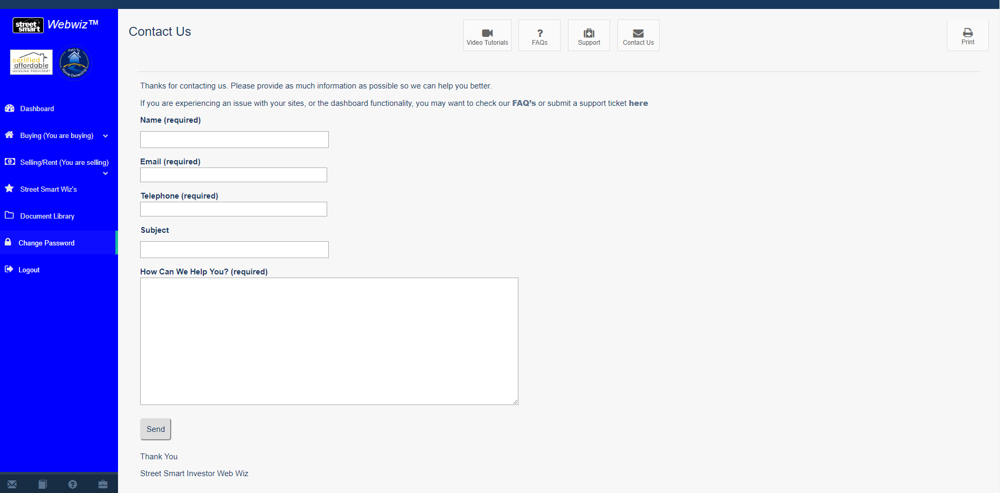 street
smart
Webwiz™
certified
affordable
HOUSING PROVIDER®
Path To
Home Ownership
Dashboard
Buying (You are buying)
Selling/Rent (You are selling)
Street Smart Wiz's
Document Library
Change Password
Logout
Contact Us
Video Tutorials
FAQs
Support
Contact Us
Print
Thanks for contacting us. Please provide as much information as possible so we can help you better.
If you are experiencing an issue with your sites, or the dashboard functionality, you may want to check our FAQ’s or submit a support ticket here
Name (required)
Email (required)
Telephone (required)
Subject
How Can We Help You? (required)
Send
Thank You
Street Smart Investor Web Wiz